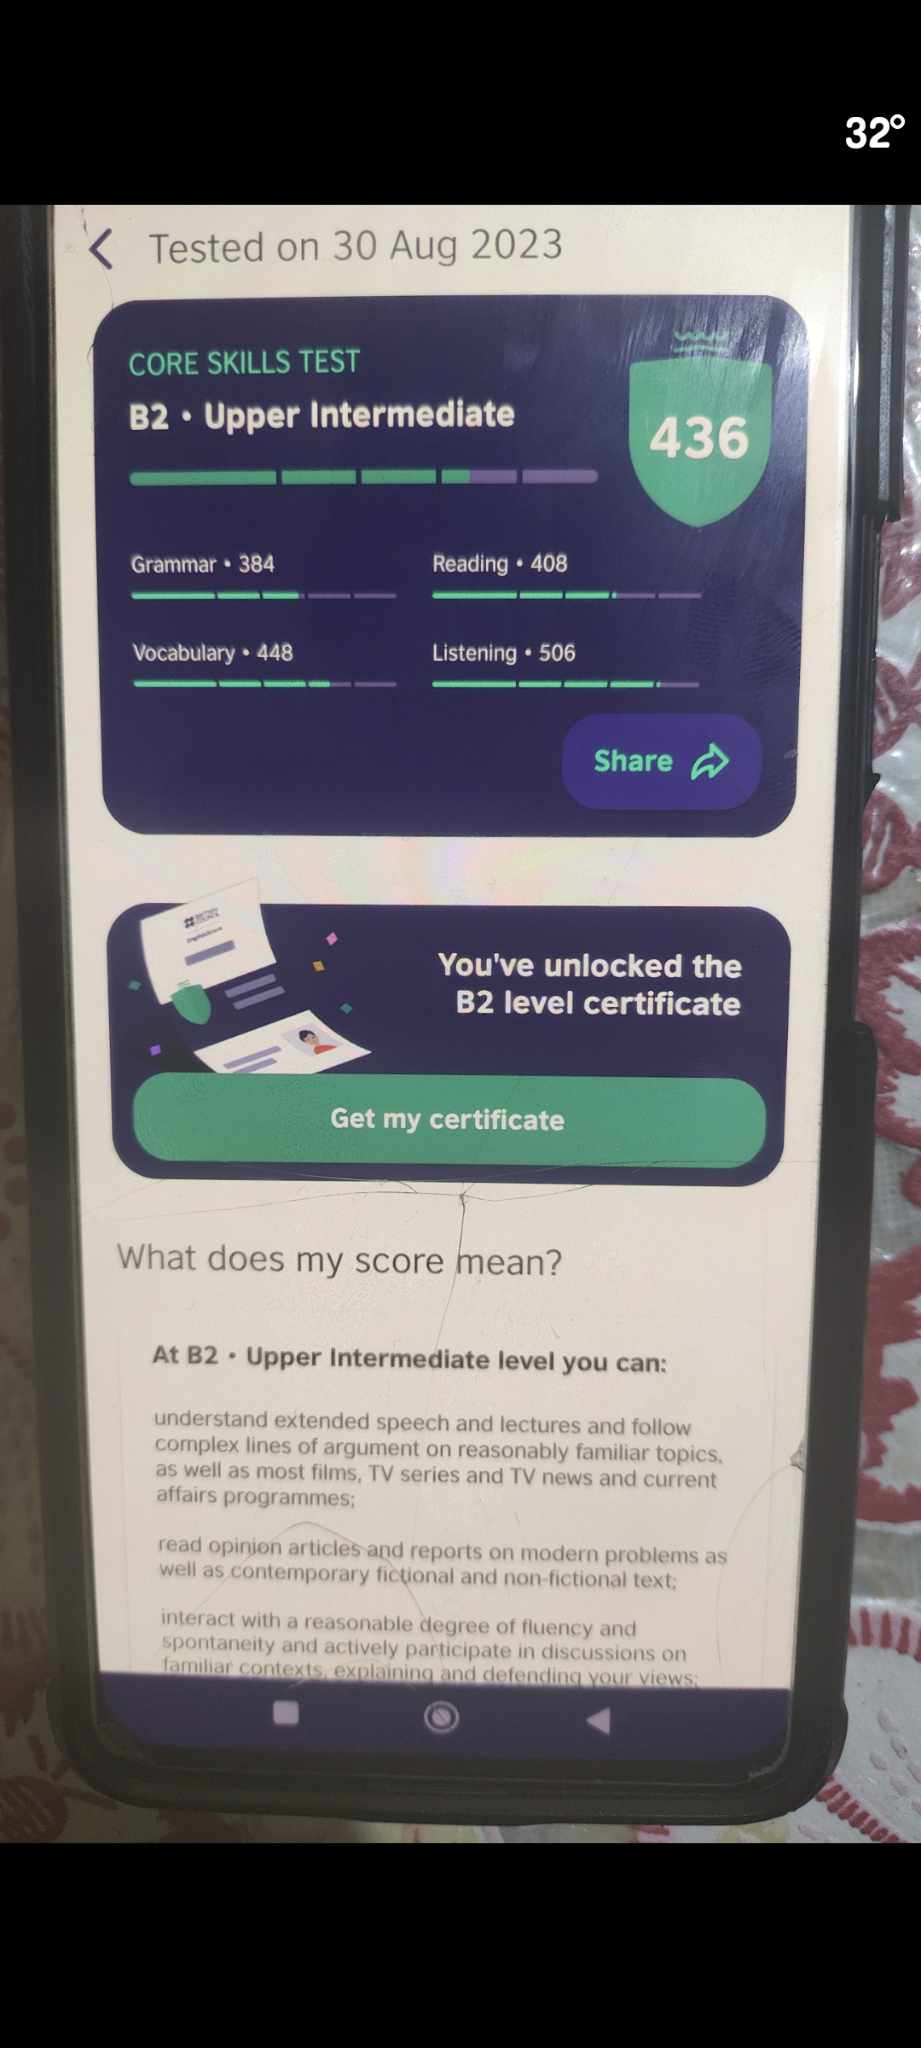 32°
Tested on 30 Aug 2023
CORE SKILLS TEST
B2 • Upper Intermediate
436
Grammar • 384
Reading • 408
Vocabulary • 448
Listening • 506
Share
You've unlocked the
B2 level certificate
Get my certificate
What does my score mean?
At B2 • Upper Intermediate level you can:
understand extended speech and lectures and follow
complex lines of argument on reasonably familiar topics,
as well as most films, TV series and TV news and current
affairs programmes;
read opinion articles and reports on modern problems as
well as contemporary fictional and non-fictional text;
interact with a reasonable degree of fluency and
spontaneity and actively participate in discussions on
familiar contexts, explaining and defending your views;